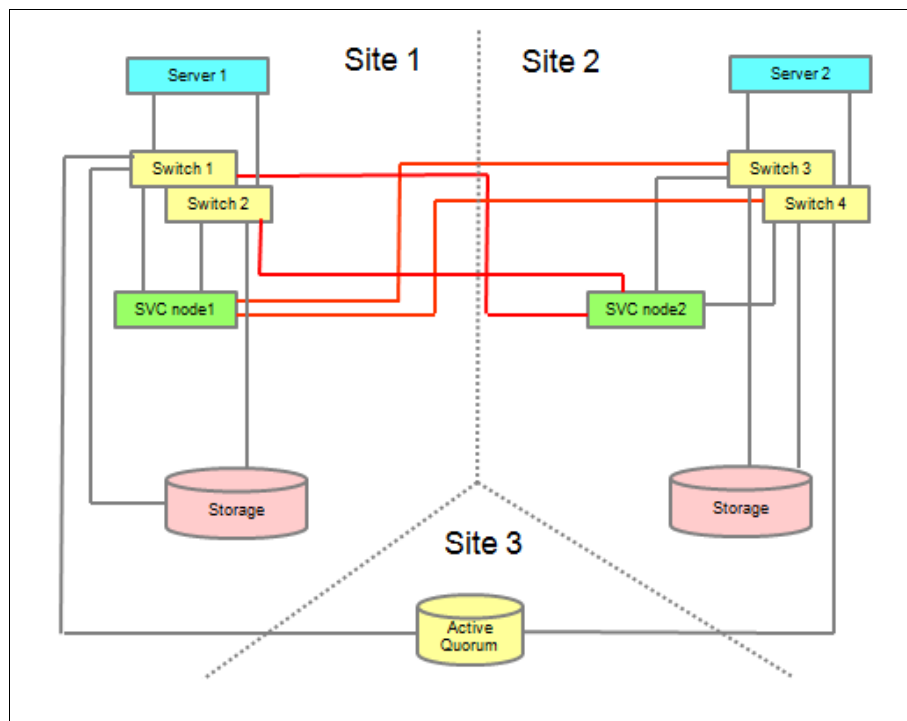 Site 1
Site 2
Server 1
Server 2
Switch 1
Switch 3
Switch 2
Switch 4
SVC node1
SVC node2
Storage
Storage
Site 3
Active
Quorum